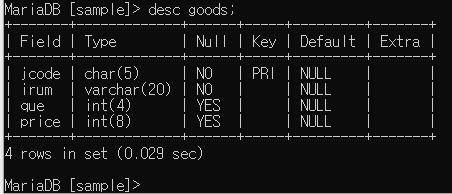 MariaDB [sample]> desc goods;
+-------+-------------+------+-----+---------+-------+
| Field | Type        | Null | Key | Default | Extra |
+-------+-------------+------+-----+---------+-------+
| jcode | char(5)     | NO   | PRI | NULL    |       |
| irum  | varchar(20) | NO   |     | NULL    |       |
| que   | int(4)      | YES  |     | NULL    |       |
| price | int(8)      | YES  |     | NULL    |       |
+-------+-------------+------+-----+---------+-------+
4 rows in set (0.029 sec)
MariaDB [sample]>